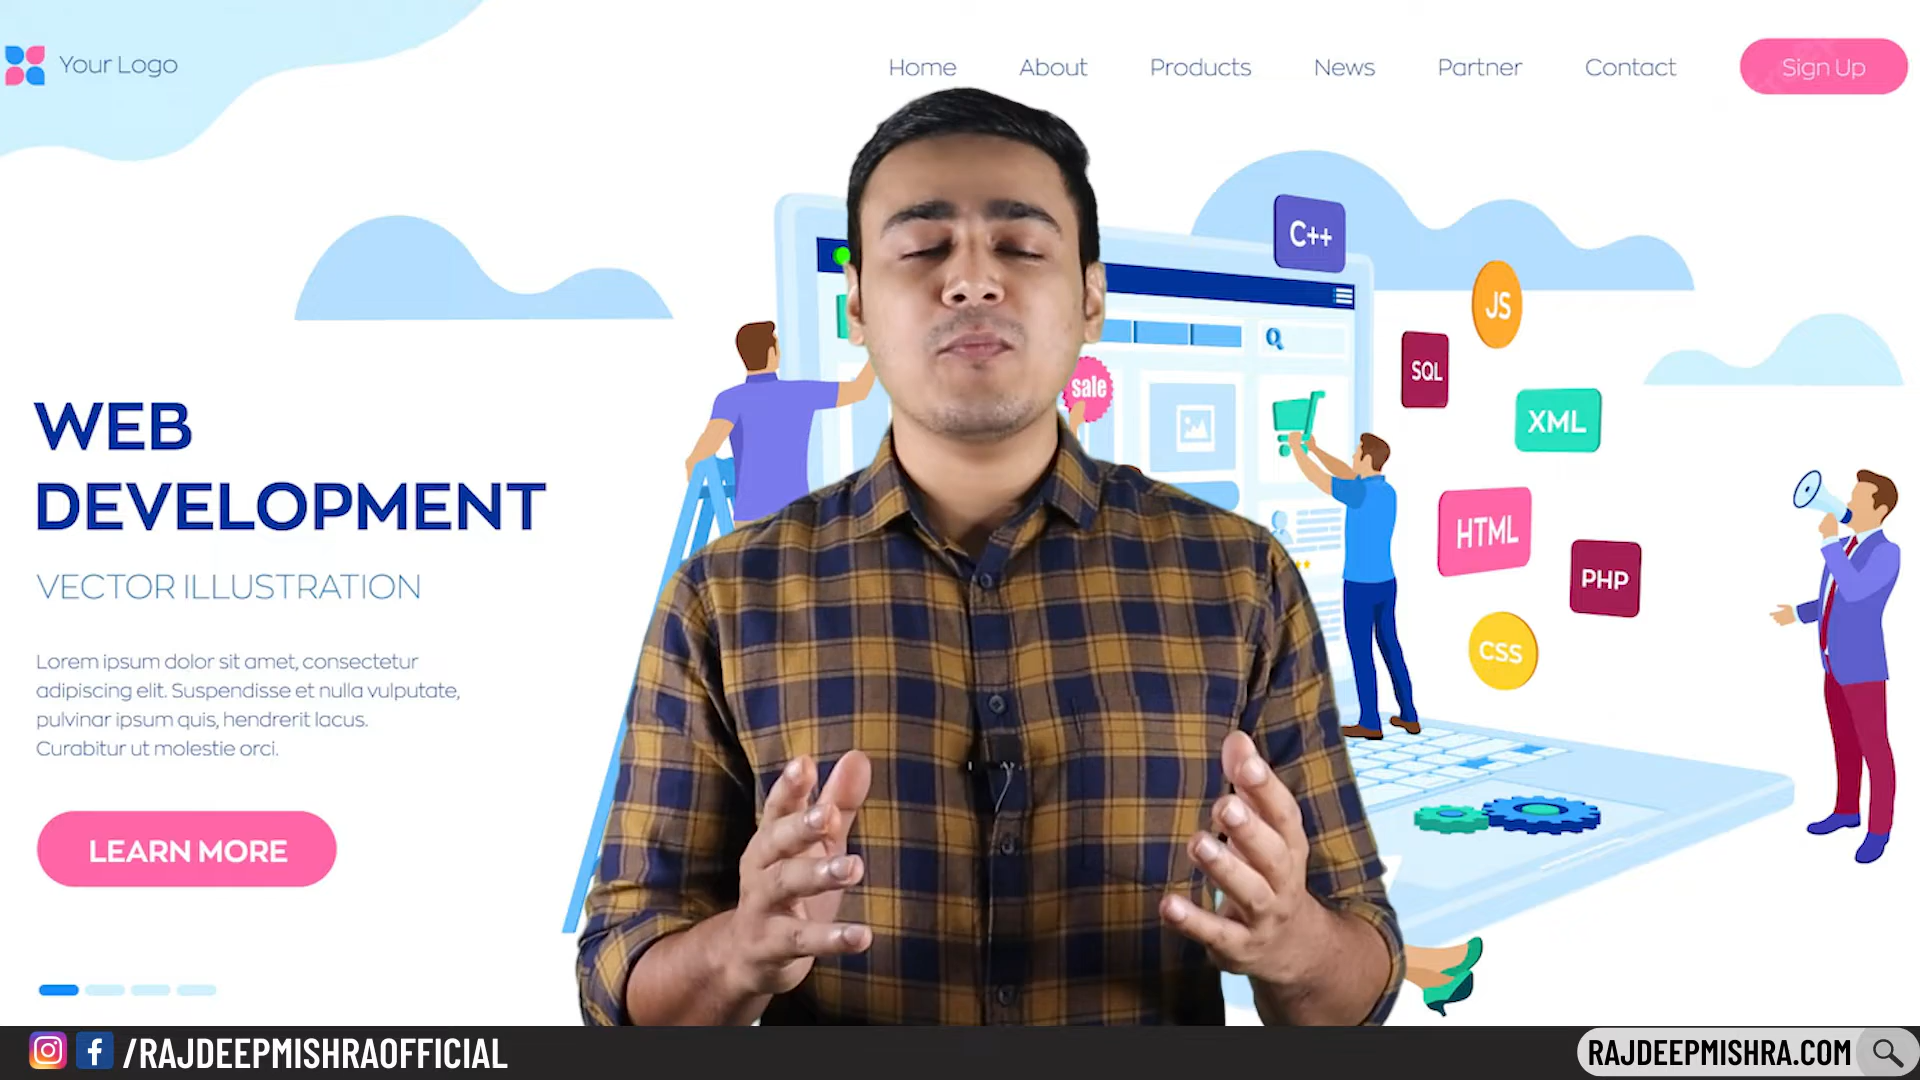 Your Logo
Home
About
Products
News
Partner
Contact
Sign Up
C++
JS
SQL
sale
XML
WEB
DEVELOPMENT
HTML
PHP
VECTOR ILLUSTRATION
CSS
Lorem ipsum dolor sit amet, consectetur
adipiscing elit. Suspendisse et nulla vulputate,
pulvinar ipsum quis, hendrerit lacus.
Curabitur ut molestie orci.
LEARN MORE
/RAJDEEPMISHRAOFFICIAL
RAJDEEPMISHRA.COM